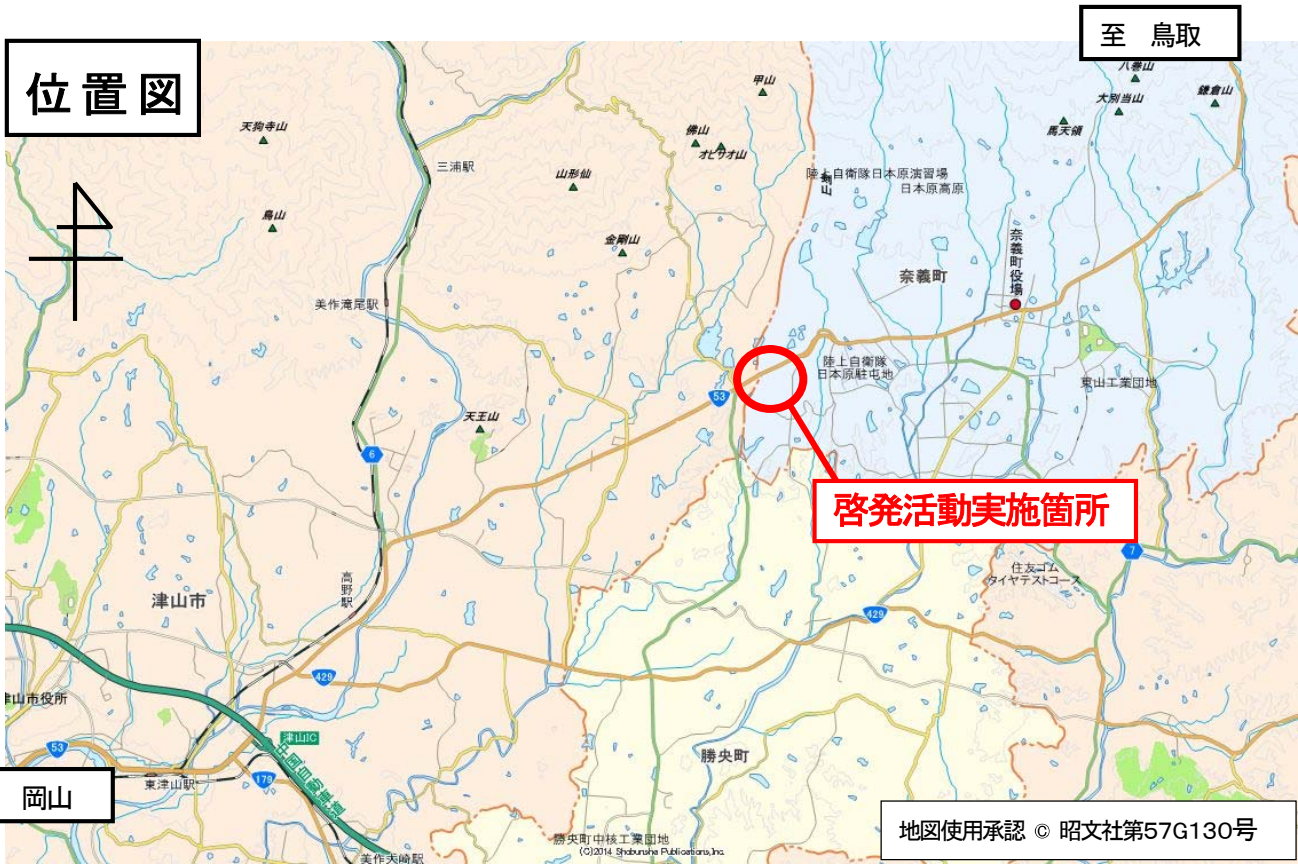 至 鳥取
位置図
八巻山
甲山
鎌倉山
大別当山
天狗寺山
馬天領
佛山
オビサオ山
三浦駅
山形仙
陸上自衛隊日本原演習場
日本原高原
烏山
金剛山
奈義町役場
奈義町
美作滝尾駅
陸上自衛隊
日本原駐屯地
東山工業団地
53
天王山
6
啓発活動実施箇所
7
住友ゴム
タイヤテストコース
高野駅
津山市
429
429
津山市役所
津山IC
中国自動車道
53
勝央町
179
東津山駅
岡山
地図使用承認 © 昭文社第57G130号
勝央町中核工業団地
(C)2014 Shobunsha Publications,Inc.
美作大崎駅